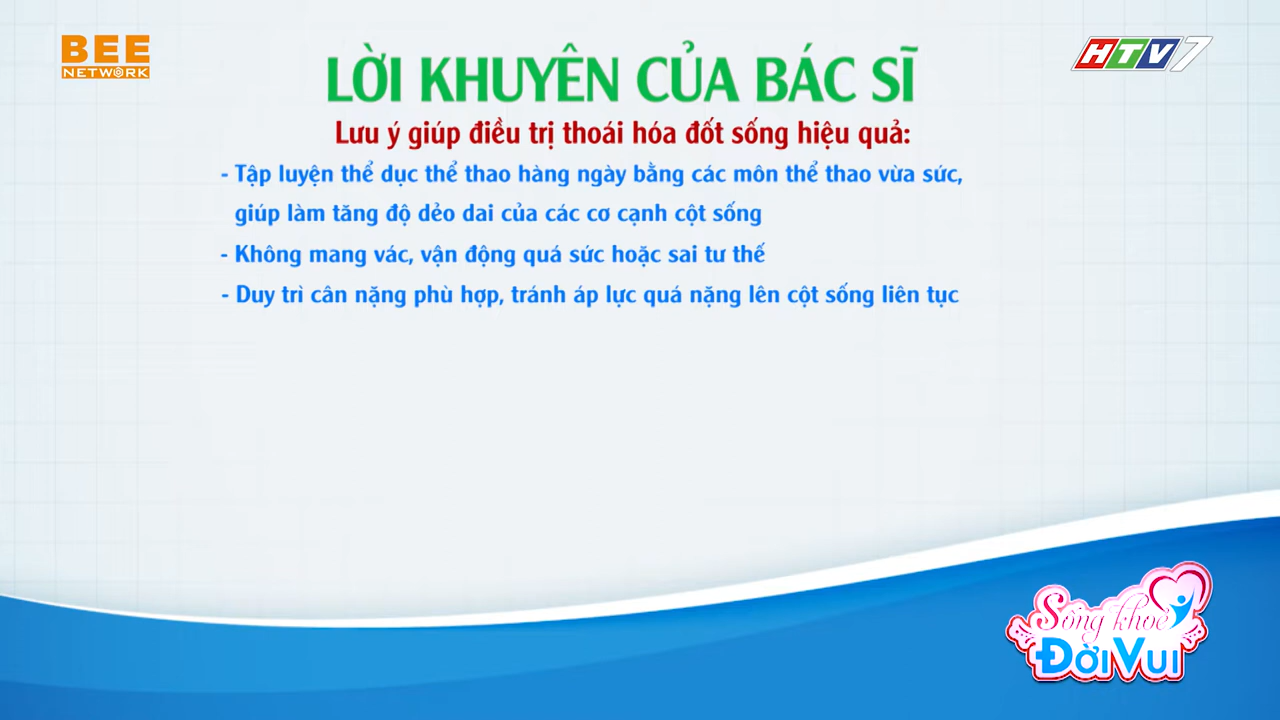 BEE
NETWORK
HTV7
LỜI KHUYÊN CỦA BÁC SĨ
Lưu ý giúp điều trị thoái hóa đốt sống hiệu quả:
- Tập luyện thể dục thể thao hàng ngày bằng các môn thể thao vừa sức,
giúp làm tăng độ dẻo dai của các cơ cạnh cột sống
- Không mang vác, vận động quá sức hoặc sai tư thế
- Duy trì cân nặng phù hợp, tránh áp lực quá nặng lên cột sống liên tục
Sống khoẻ
ĐỜI VUI